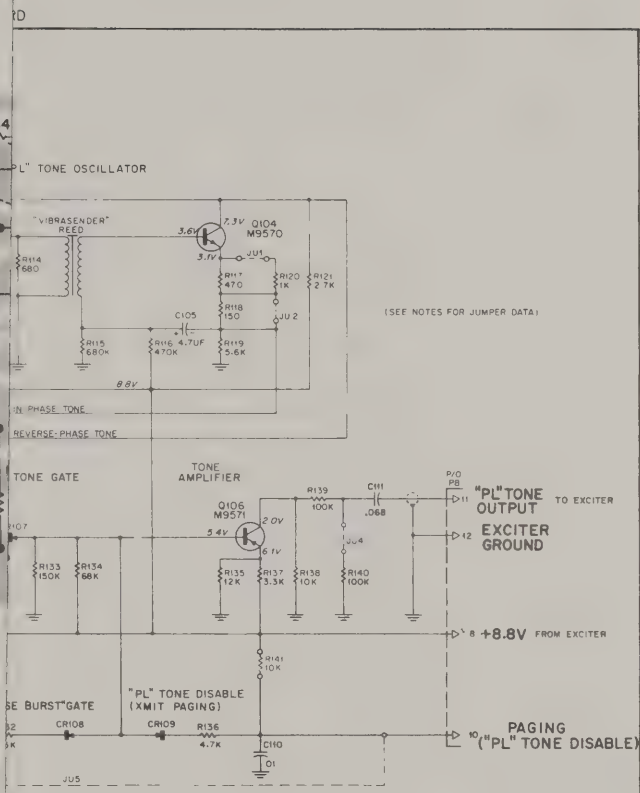 RD
4
PL" TONE OSCILLATOR
"VIBRASENDER"
REED
7.3V
Q104
M9570
3.6V
3.1V
JU1
R114
680
R117
470
R120
1K
R121
2.7K
R118
150
JU2
(SEE NOTES FOR JUMPER DATA)
C105
+
4.7UF
R115
680K
R116
470K
R119
5.6K
8.8V
IN PHASE TONE
REVERSE-PHASE TONE
TONE GATE
TONE
AMPLIFIER
Q106
M9571
2.0V
5.4V
6.1V
R139
100K
C111
.068
P/O
P8
11 "PL" TONE
OUTPUT
TO EXCITER
12 EXCITER
GROUND
JU4
R133
150K
R134
68K
R135
12K
R137
3.3K
R138
10K
R140
100K
8 +8.8V FROM EXCITER
R141
10K
SE BURST" GATE
"PL" TONE DISABLE
(XMIT PAGING)
CR108
CR109
R136
4.7K
C110
.01
10 PAGING
("PL" TONE DISABLE)
JU5